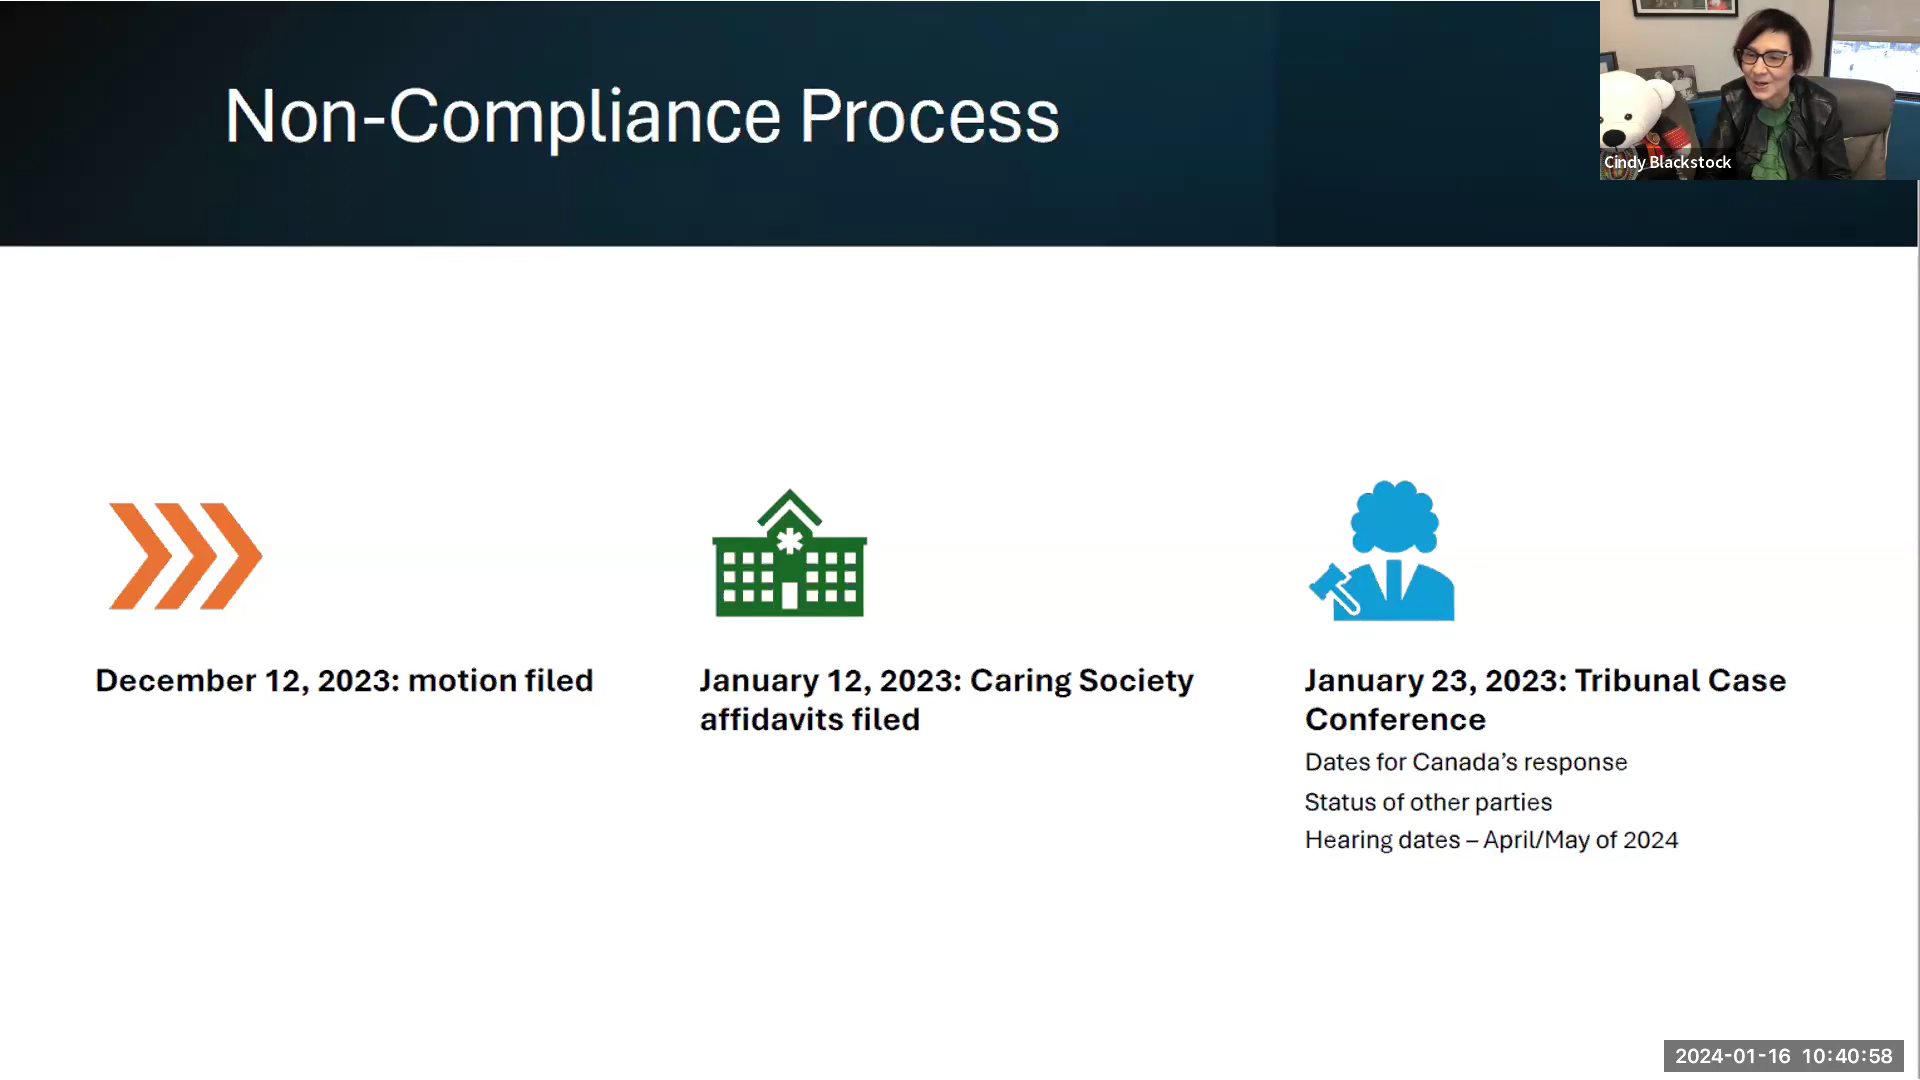 Non-Compliance Process
Cindy Blackstock
December 12, 2023: motion filed
January 12, 2023: Caring Society
affidavits filed
January 23, 2023: Tribunal Case
Conference
Dates for Canada’s response
Status of other parties
Hearing dates – April/May of 2024
2024-01-16 10:40:58